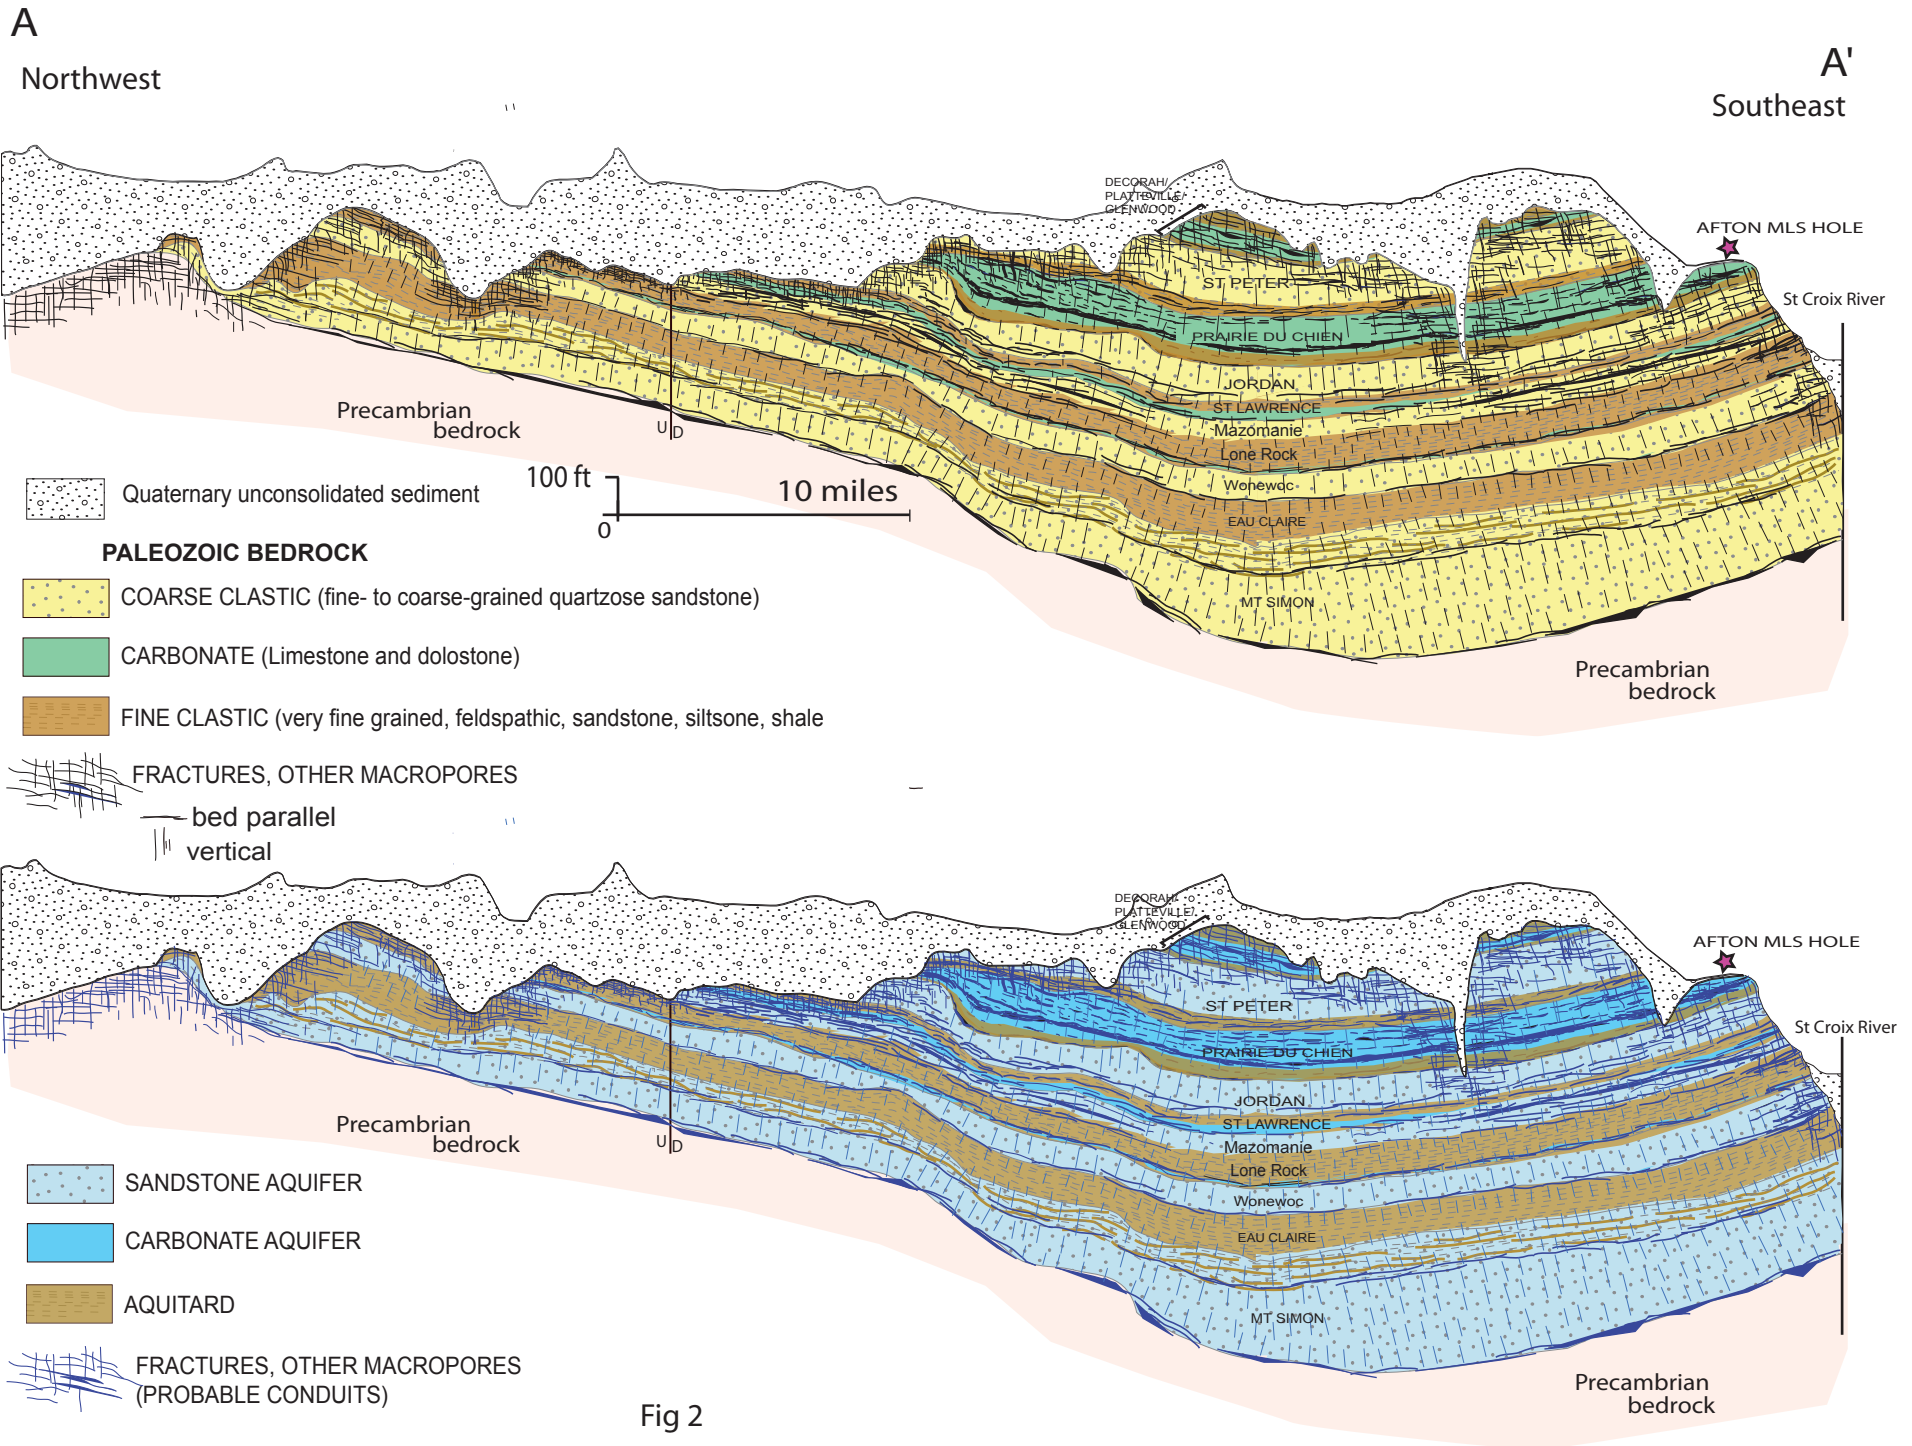 A
A'
Northwest
Southeast
DECORAH/
PLATTEVILLE/
GLENWOOD
AFTON MLS HOLE
St Croix River
ST PETER
PRAIRIE DU CHIEN
JORDAN
ST LAWRENCE
Mazomanie
Lone Rock
Wonewoc
EAU CLAIRE
MT SIMON
Precambrian
bedrock
U D
100 ft
10 miles
0
Precambrian
bedrock
Quaternary unconsolidated sediment
PALEOZOIC BEDROCK
COARSE CLASTIC (fine- to coarse-grained quartzose sandstone)
CARBONATE (Limestone and dolostone)
FINE CLASTIC (very fine grained, feldspathic, sandstone, siltsone, shale
FRACTURES, OTHER MACROPORES
bed parallel
vertical
DECORAH/
PLATTEVILLE/
GLENWOOD
AFTON MLS HOLE
St Croix River
ST PETER
PRAIRIE DU CHIEN
JORDAN
ST LAWRENCE
Mazomanie
Lone Rock
Wonewoc
EAU CLAIRE
MT SIMON
Precambrian
bedrock
U D
Precambrian
bedrock
SANDSTONE AQUIFER
CARBONATE AQUIFER
AQUITARD
FRACTURES, OTHER MACROPORES
(PROBABLE CONDUITS)
Fig 2